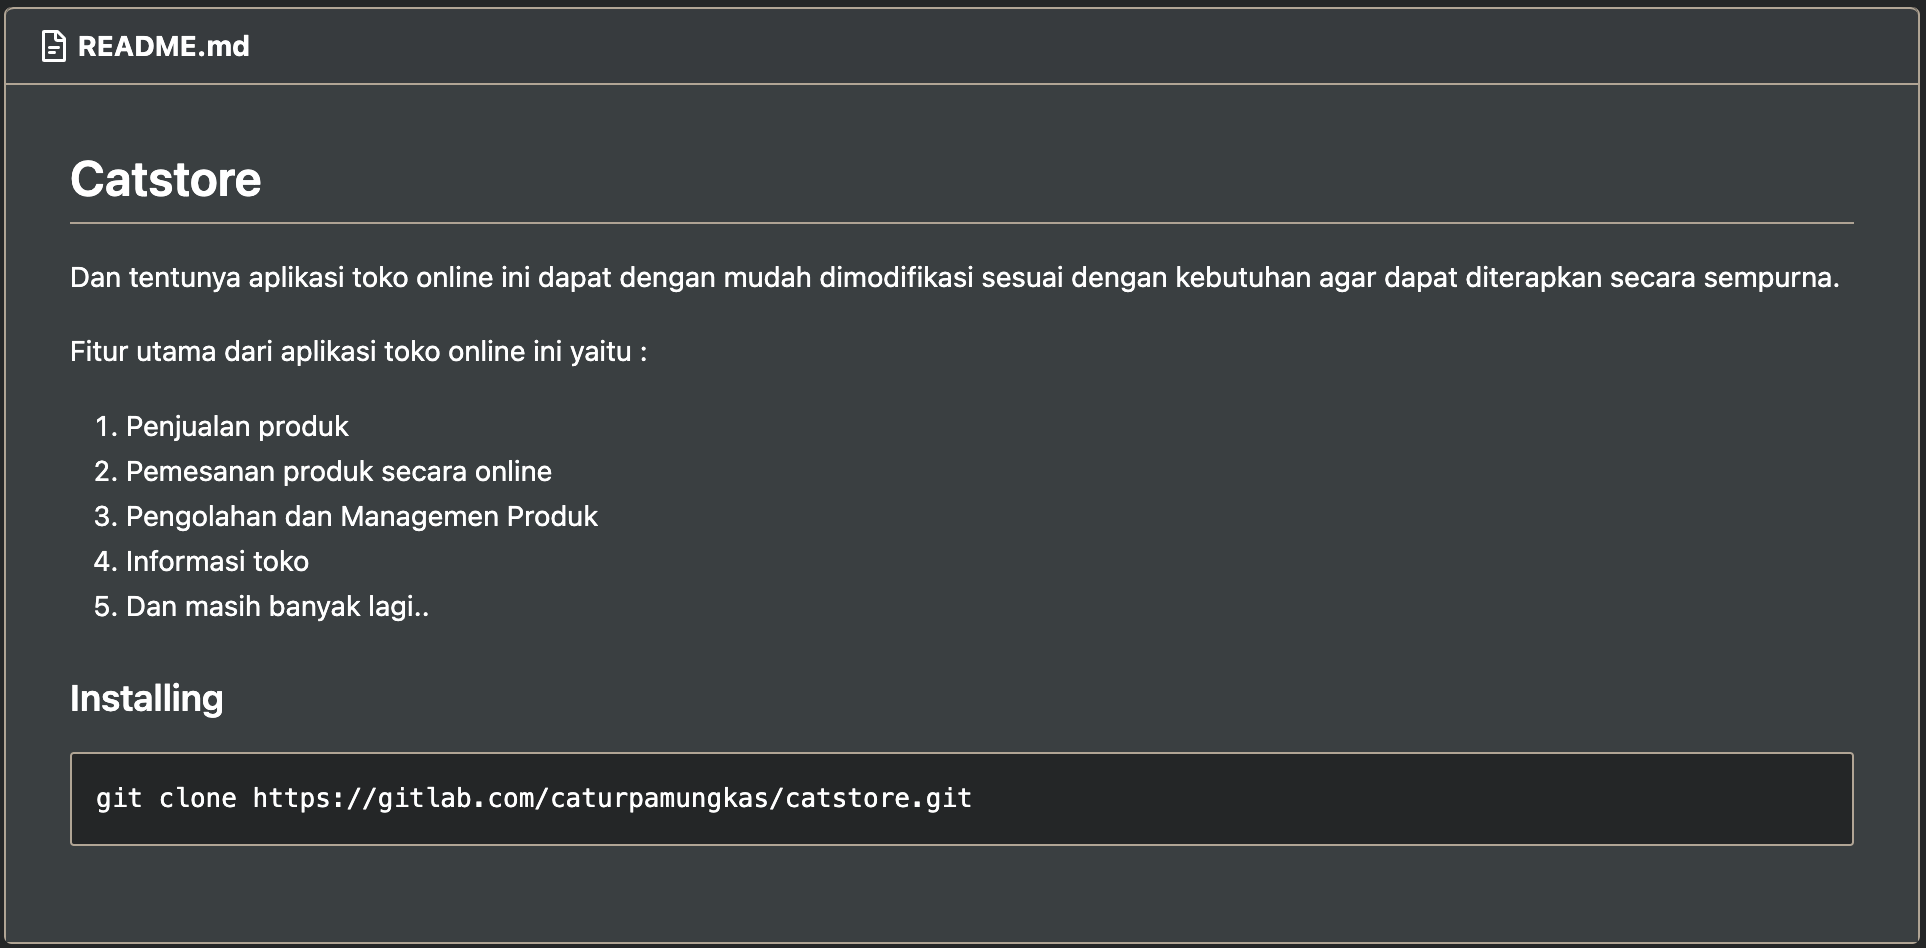 README.md
Catstore
Dan tentunya aplikasi toko online ini dapat dengan mudah dimodifikasi sesuai dengan kebutuhan agar dapat diterapkan secara sempurna.
Fitur utama dari aplikasi toko online ini yaitu :
1. Penjualan produk
2. Pemesanan produk secara online
3. Pengolahan dan Managemen Produk
4. Informasi toko
5. Dan masih banyak lagi..
Installing
git clone https://gitlab.com/caturpamungkas/catstore.git